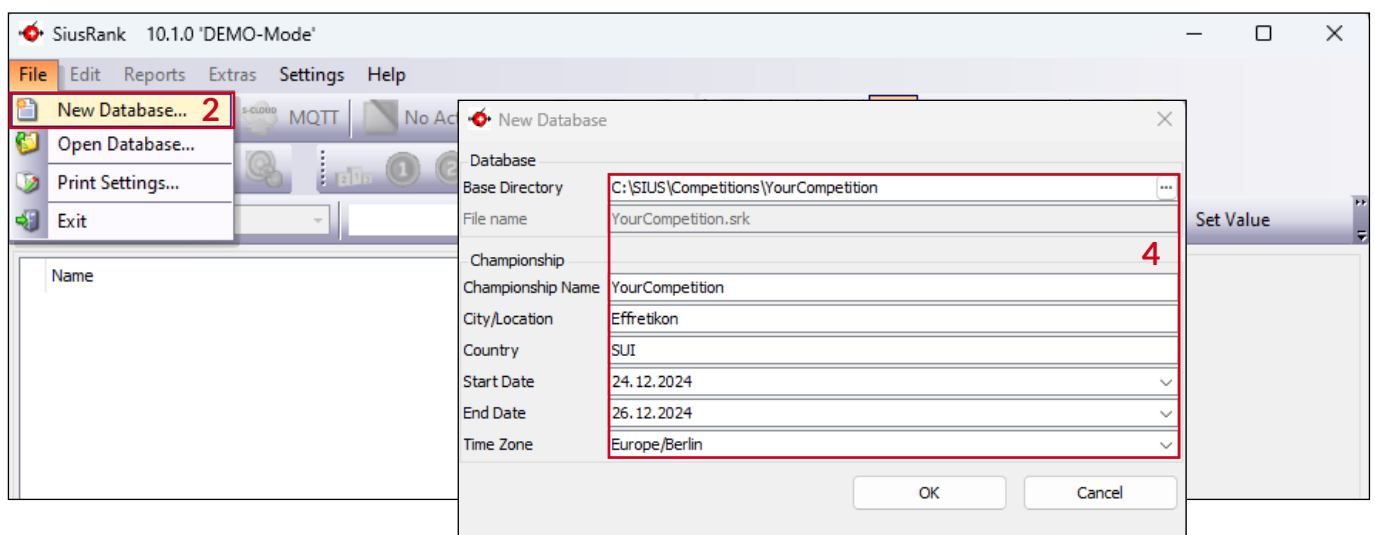 SiusRank 10.1.0 'DEMO-Mode'
File Edit Reports Extras Settings Help
New Database... 2
S-CLOUD MQTT No Ac
Open Database...
Print Settings...
Exit
Set Value
Name
New Database
Database
Base Directory C:\SIUS\Competitions\YourCompetition ...
File name YourCompetition.srk
4
Championship
Championship Name YourCompetition
City/Location Effretikon
Country SUI
Start Date 24.12.2024
End Date 26.12.2024
Time Zone Europe/Berlin
OK Cancel